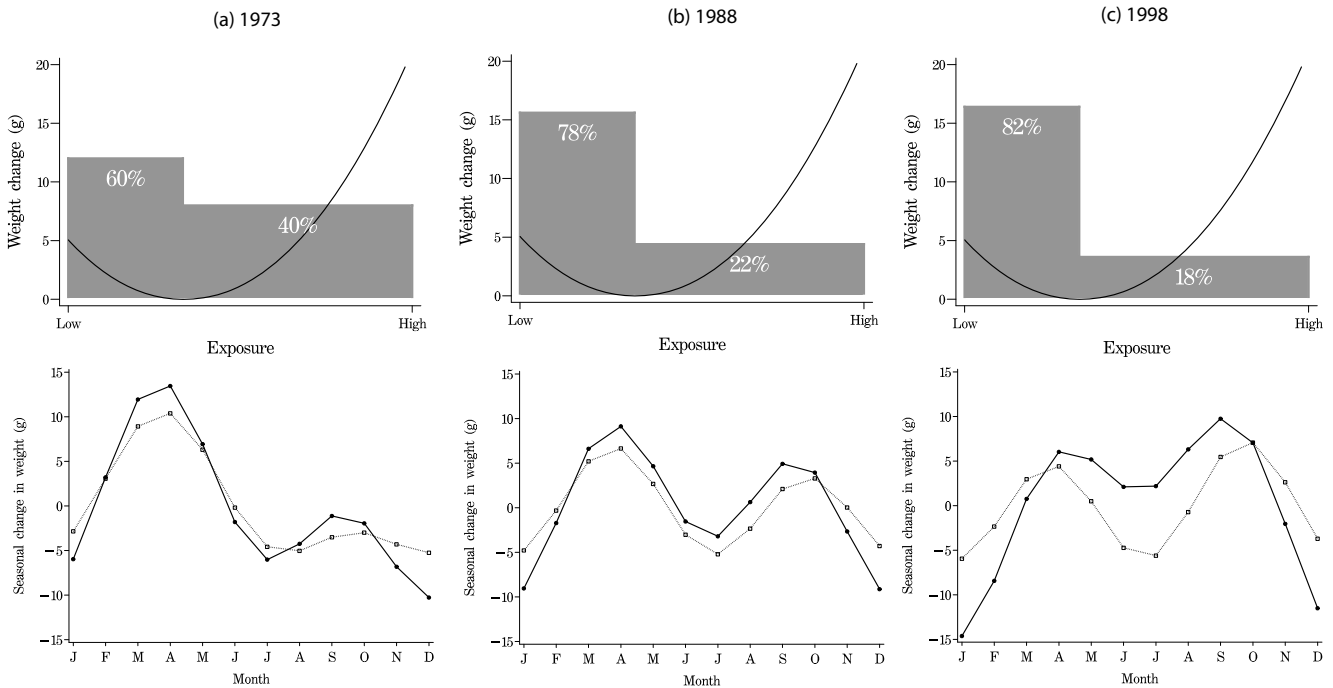 (a) 1973
(b) 1988
(c) 1998
Weight change (g)
20
15
10
5
0
60%
40%
Low
High
Exposure
Weight change (g)
20
15
10
5
0
78%
22%
Low
High
Exposure
Weight change (g)
20
15
10
5
0
82%
18%
Low
High
Exposure
Seasonal change in weight (g)
15
10
5
0
−5
−10
−15
J F M A M J J A S O N D
Month
Seasonal change in weight (g)
15
10
5
0
−5
−10
−15
J F M A M J J A S O N D
Month
Seasonal change in weight (g)
15
10
5
0
−5
−10
−15
J F M A M J J A S O N D
Month